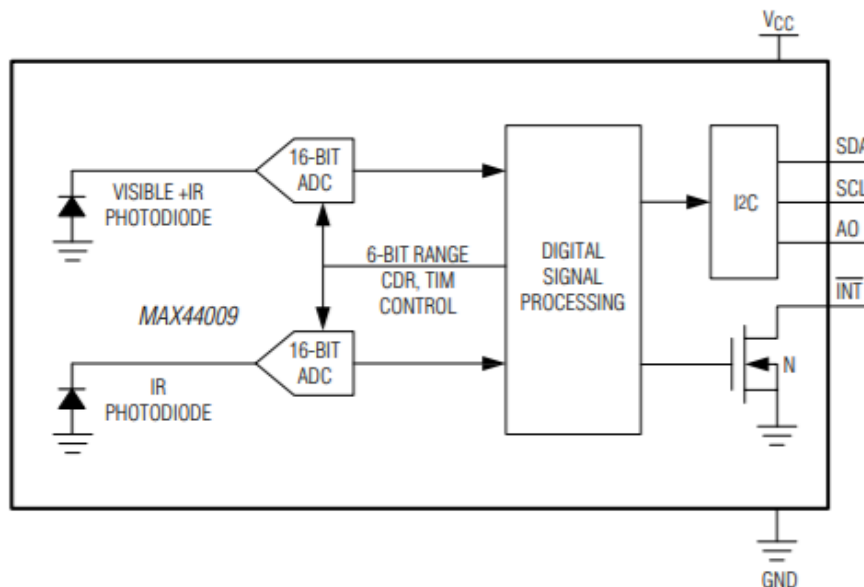 VCC
16-BIT
ADC
VISIBLE +IR
PHOTODIODE
6-BIT RANGE
CDR, TIM
CONTROL
DIGITAL
SIGNAL
PROCESSING
I2C
SDA
SCL
AO
INT
MAX44009
16-BIT
ADC
IR
PHOTODIODE
N
GND